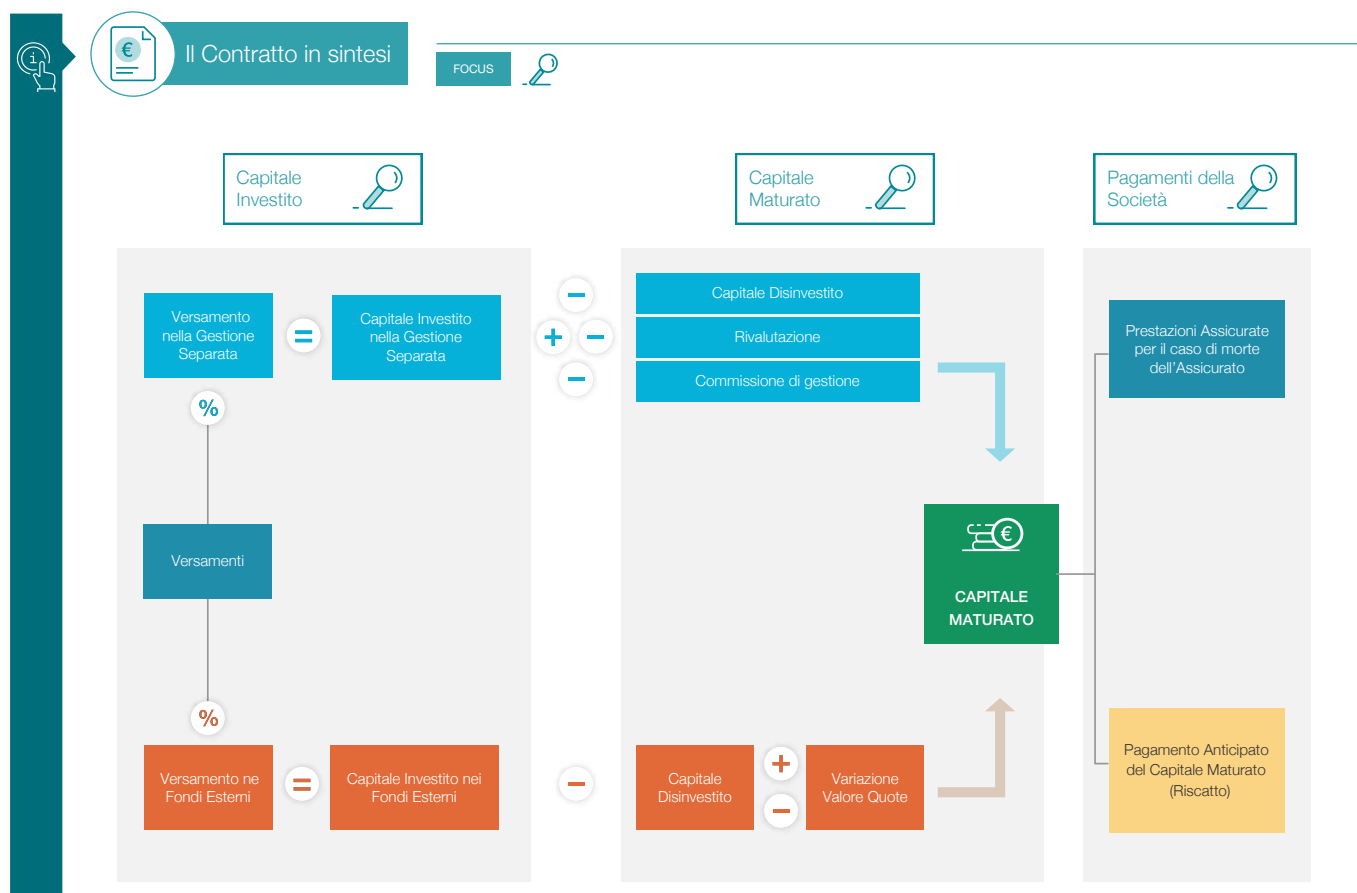 Il Contratto in sintesi
FOCUS
Capitale
Investito
Capitale
Maturato
Pagamenti della
Società
Versamento
nella Gestione
Separata
=
Capitale Investito
nella Gestione
Separata
−
+ −
−
Capitale Disinvestito
Rivalutazione
Commissione di gestione
Prestazioni Assicurate
per il caso di morte
dell'Assicurato
%
Versamenti
€
CAPITALE
MATURATO
%
Versamento ne
Fondi Esterni
=
Capitale Investito nei
Fondi Esterni
−
Capitale
Disinvestito
+
−
Variazione
Valore Quote
Pagamento Anticipato
del Capitale Maturato
(Riscatto)